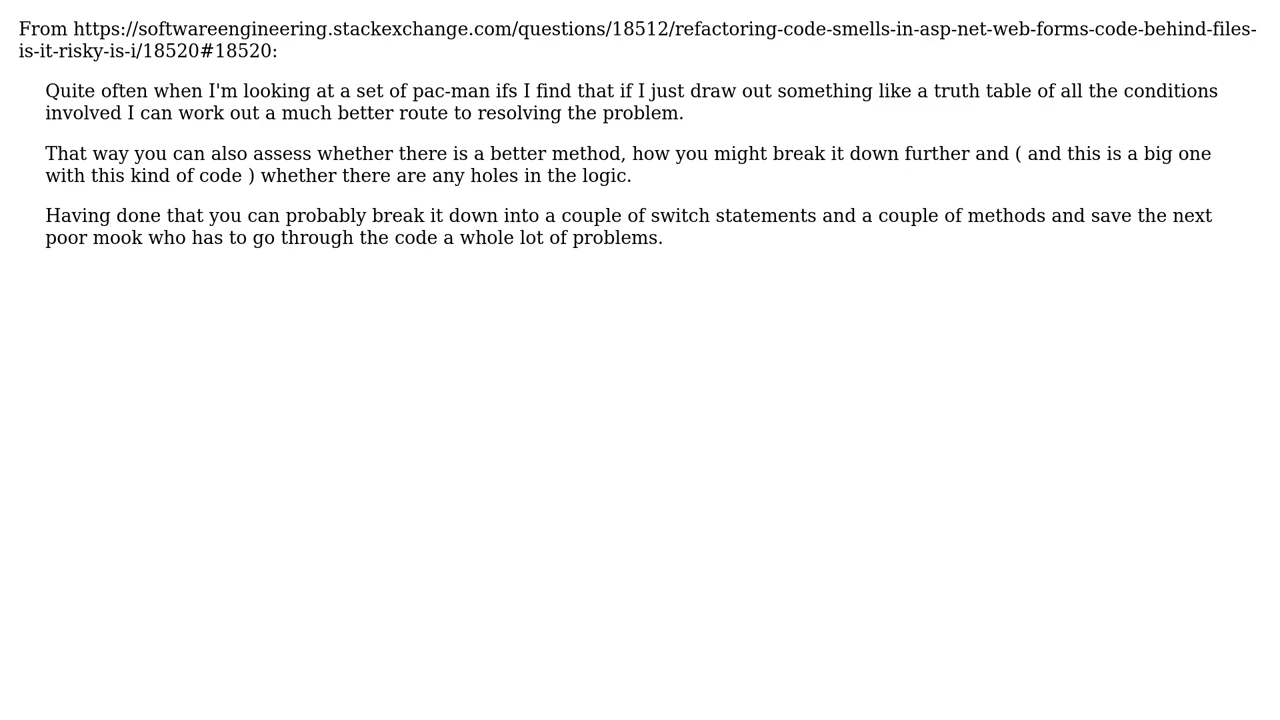 From https://softwareengineering.stackexchange.com/questions/18512/refactoring-code-smells-in-asp-net-web-forms-code-behind-files-
is-it-risky-is-i/18520#18520:
Quite often when I'm looking at a set of pac-man ifs I find that if I just draw out something like a truth table of all the conditions
involved I can work out a much better route to resolving the problem.
That way you can also assess whether there is a better method, how you might break it down further and ( and this is a big one
with this kind of code ) whether there are any holes in the logic.
Having done that you can probably break it down into a couple of switch statements and a couple of methods and save the next
poor mook who has to go through the code a whole lot of problems.